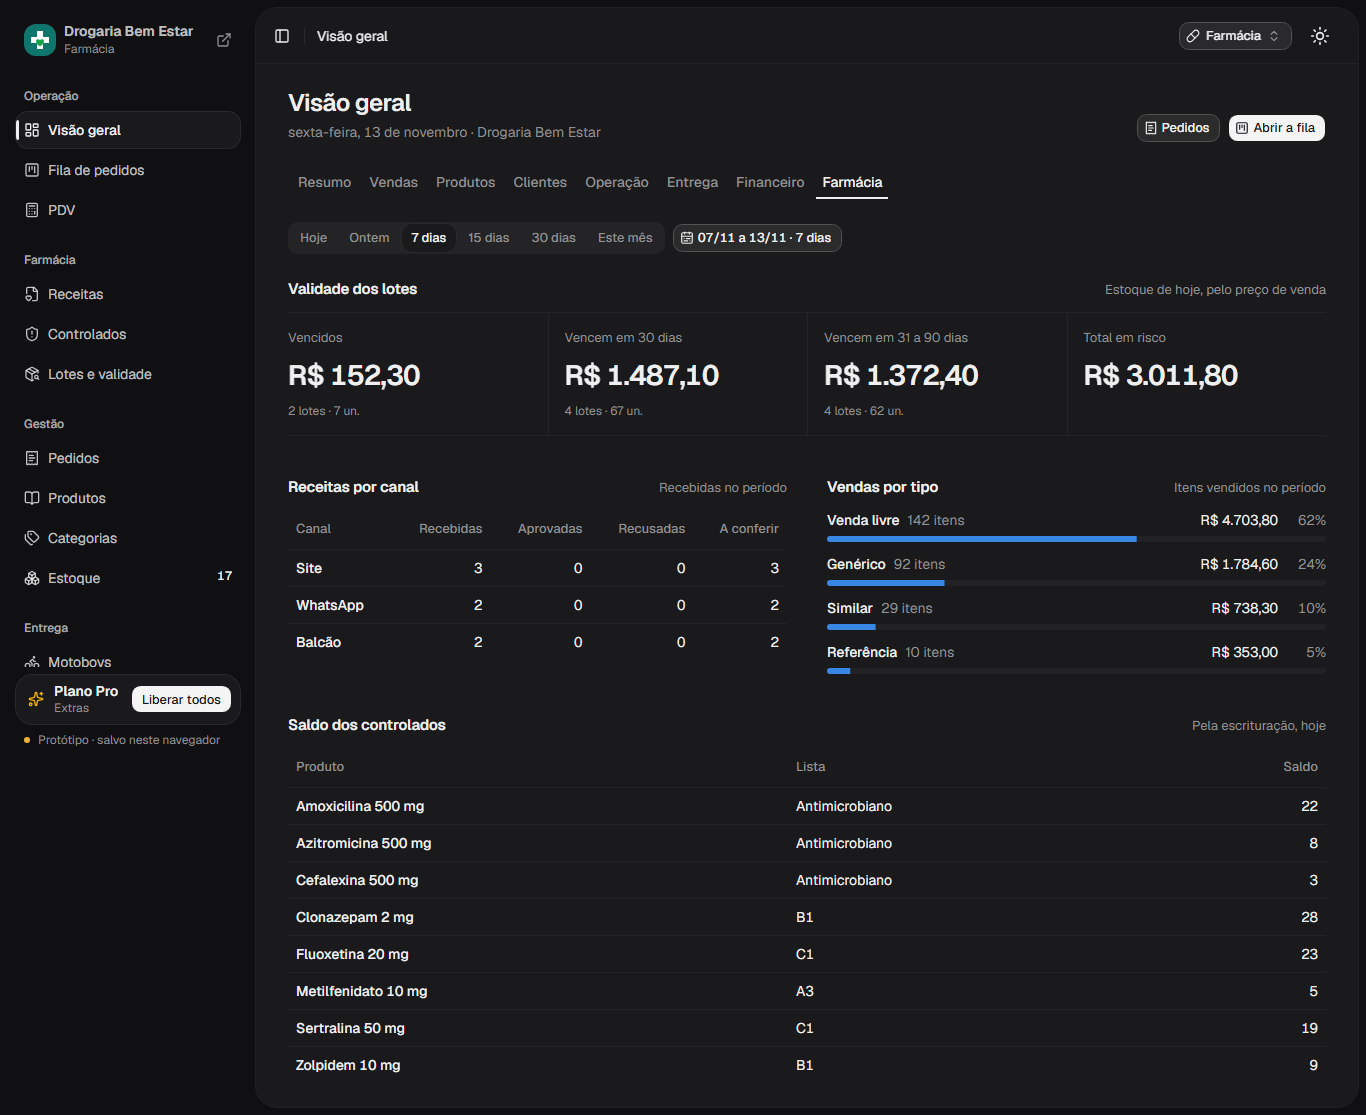 Drogaria Bem Estar
Farmácia
Operação
Visão geral
Fila de pedidos
PDV
Farmácia
Receitas
Controlados
Lotes e validade
Gestão
Pedidos
Produtos
Categorias
Estoque 17
Entrega
Motoboys
Plano Pro
Extras
Liberar todos
Protótipo · salvo neste navegador
Visão geral
Farmácia
Visão geral
sexta-feira, 13 de novembro · Drogaria Bem Estar
Pedidos Abrir a fila
Resumo Vendas Produtos Clientes Operação Entrega Financeiro Farmácia
Hoje Ontem 7 dias 15 dias 30 dias Este mês 07/11 a 13/11 · 7 dias
Validade dos lotes Estoque de hoje, pelo preço de venda
Vencidos
R$ 152,30
2 lotes · 7 un.
Vencem em 30 dias
R$ 1.487,10
4 lotes · 67 un.
Vencem em 31 a 90 dias
R$ 1.372,40
4 lotes · 62 un.
Total em risco
R$ 3.011,80
Receitas por canal Recebidas no período
Canal Recebidas Aprovadas Recusadas A conferir
Site 3 0 0 3
WhatsApp 2 0 0 2
Balcão 2 0 0 2
Vendas por tipo Itens vendidos no período
Venda livre 142 itens R$ 4.703,80 62%
Genérico 92 itens R$ 1.784,60 24%
Similar 29 itens R$ 738,30 10%
Referência 10 itens R$ 353,00 5%
Saldo dos controlados Pela escrituração, hoje
Produto Lista Saldo
Amoxicilina 500 mg Antimicrobiano 22
Azitromicina 500 mg Antimicrobiano 8
Cefalexina 500 mg Antimicrobiano 3
Clonazepam 2 mg B1 28
Fluoxetina 20 mg C1 23
Metilfenidato 10 mg A3 5
Sertralina 50 mg C1 19
Zolpidem 10 mg B1 9